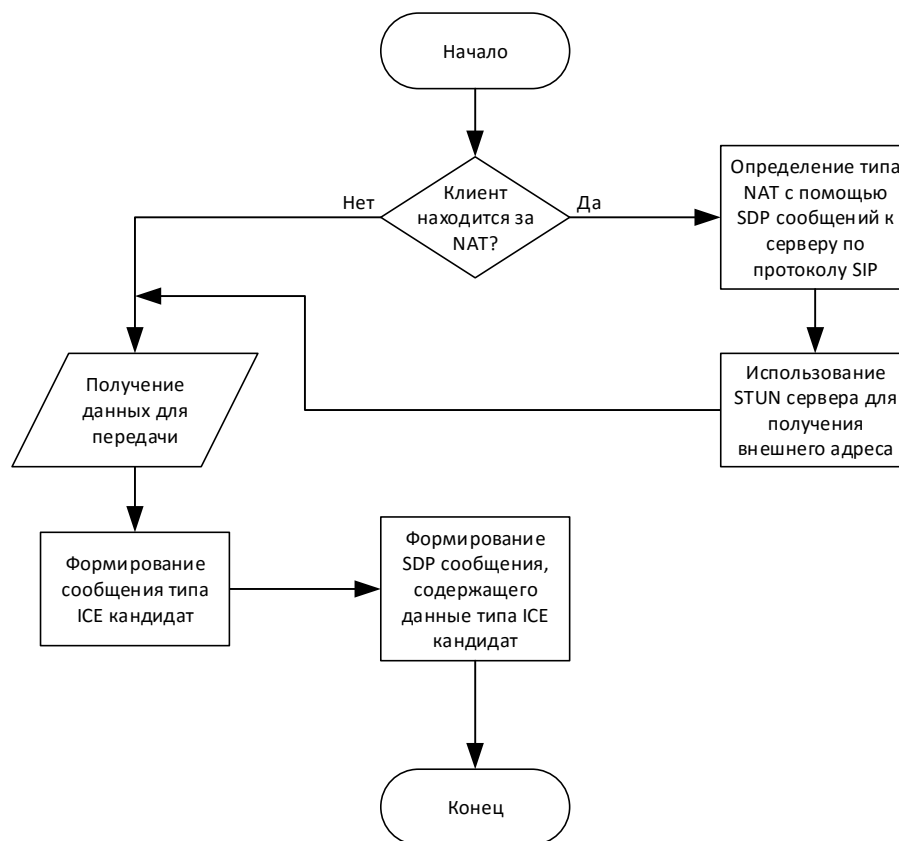 Начало
Клиент
находится за
NAT?
Нет
Да
Определение типа
NAT с помощью
SDP сообщений к
серверу по
протоколу SIP
Использование
STUN сервера для
получения
внешнего адреса
Получение
данных для
передачи
Формирование
сообщения типа
ICE кандидат
Формирование
SDP сообщения,
содержащего
данные типа ICE
кандидат
Конец